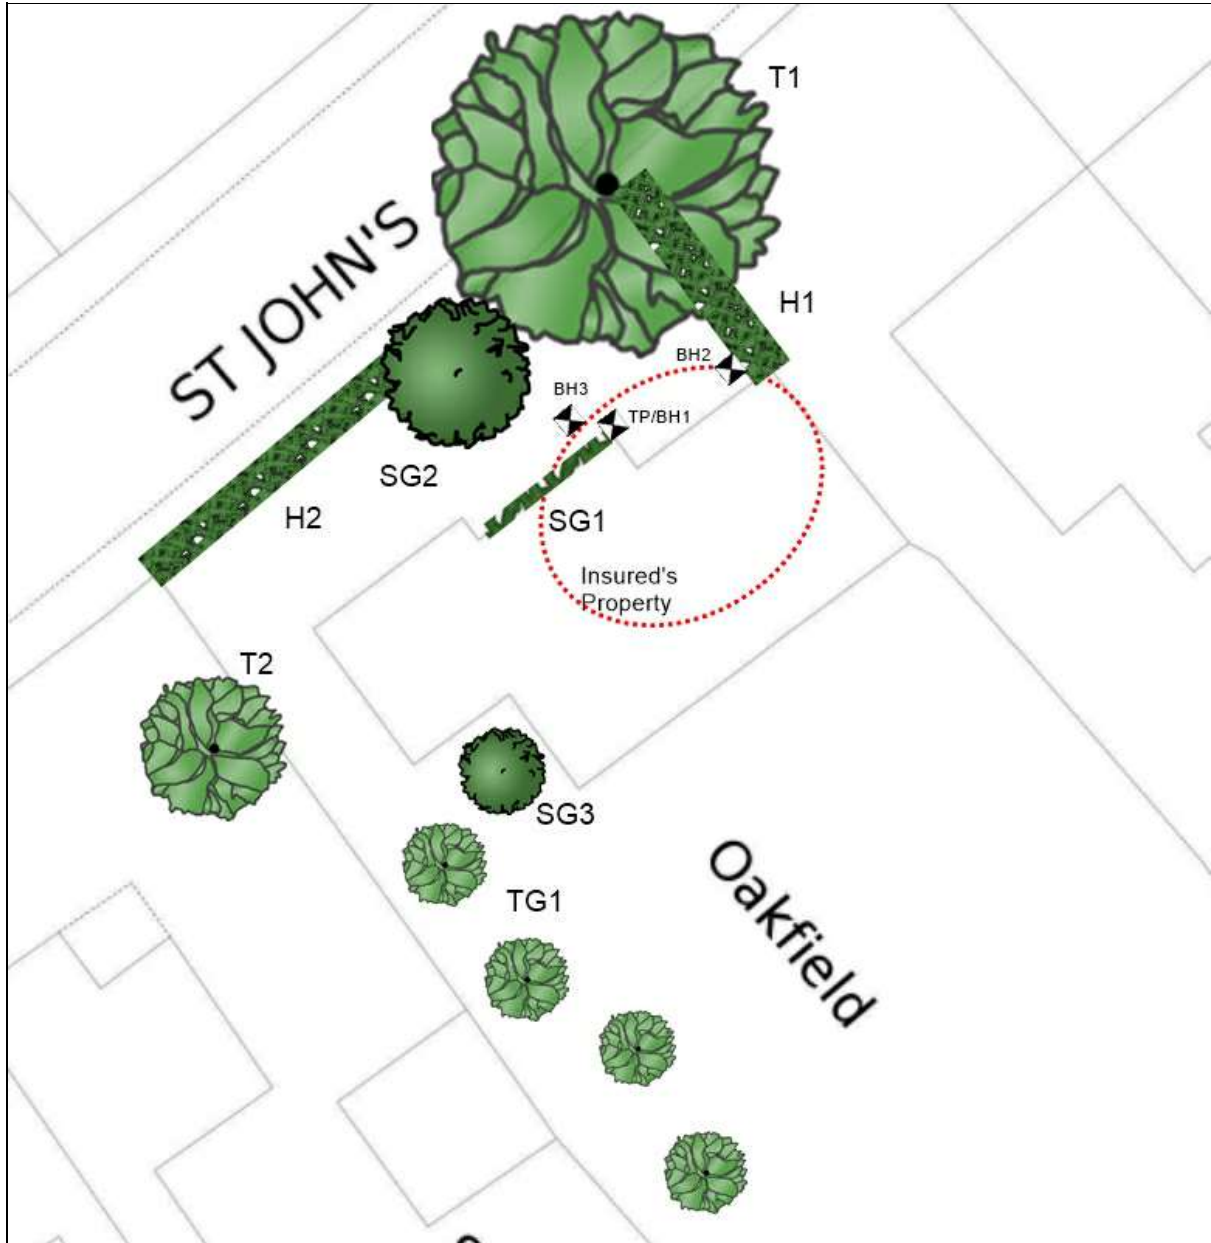 T1
ST JOHN'S
H1
BH2
BH3
TP/BH1
SG2
H2
SG1
Insured's
Property
T2
SG3
TG1
Oakfield